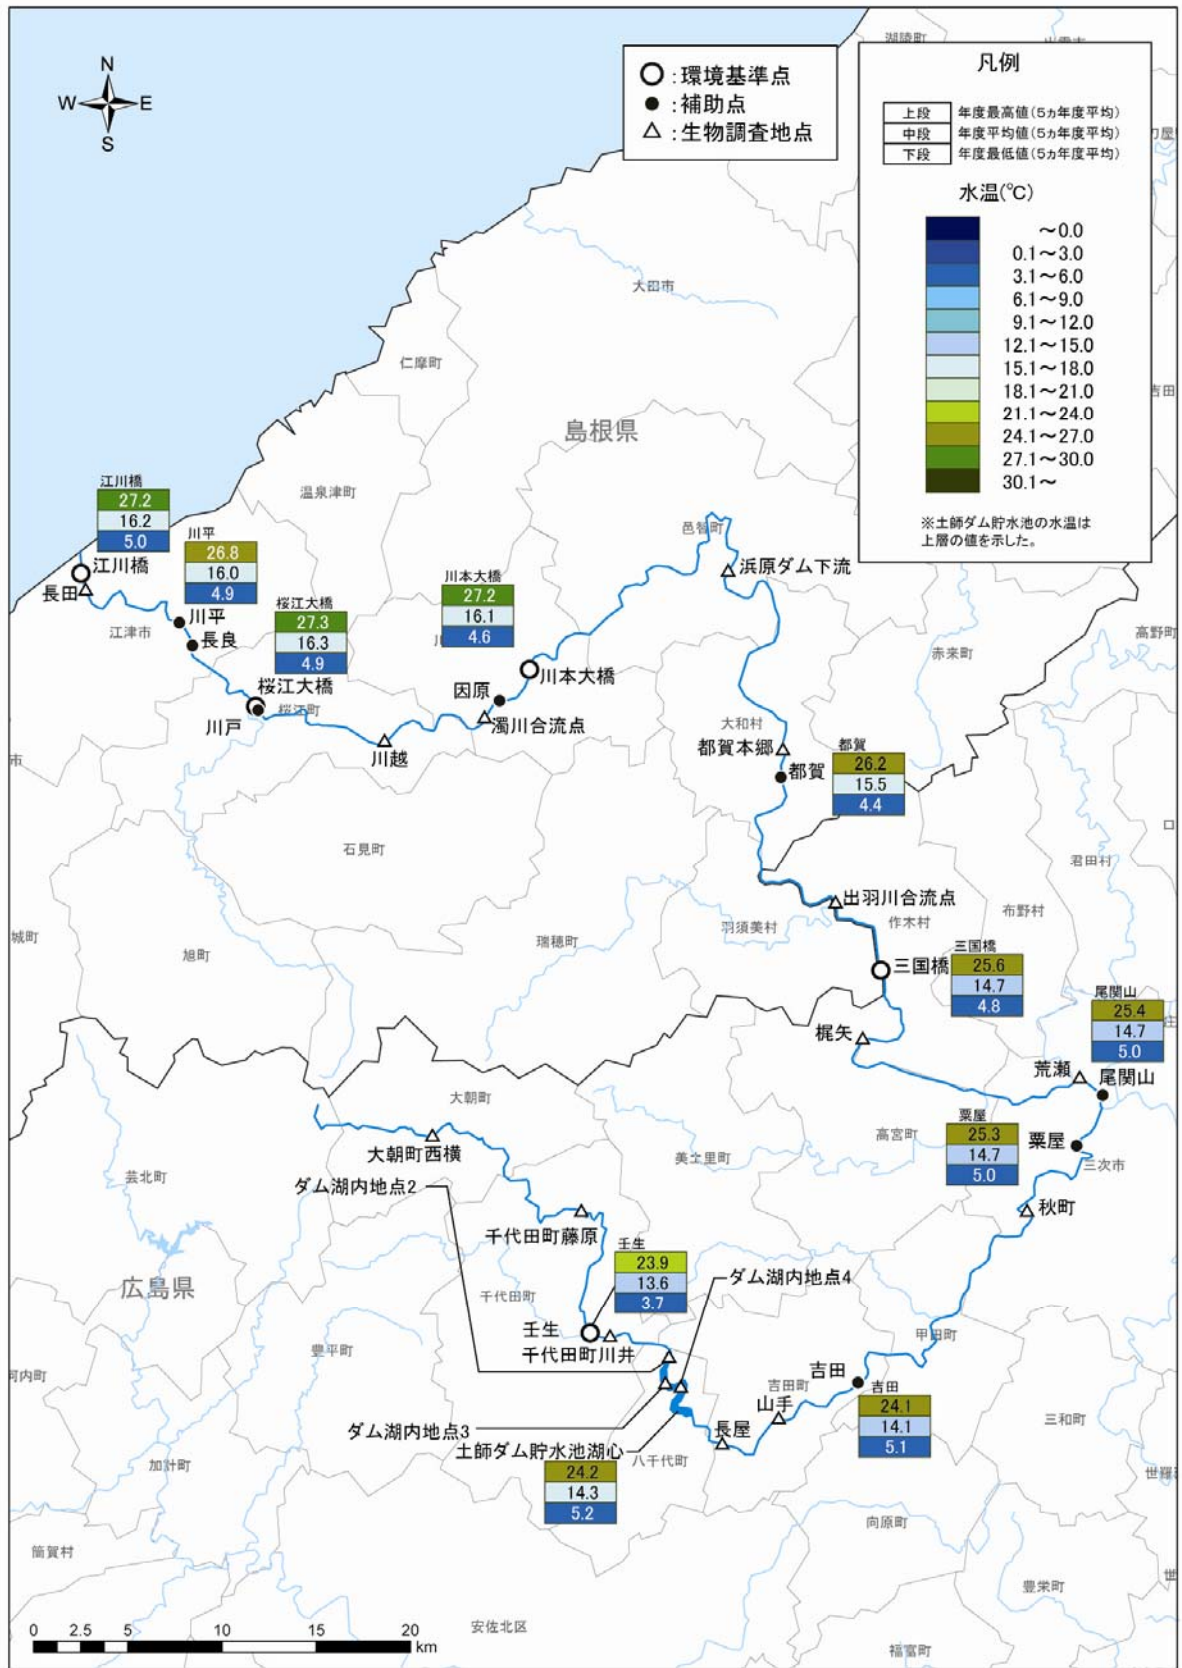 N
W E
S
○ : 環境基準点
● : 補助点
△ : 生物調査地点
凡例
上段 年度最高値(5ヵ年度平均)
中段 年度平均値(5ヵ年度平均)
下段 年度最低値(5ヵ年度平均)
水温(℃)
～0.0
0.1～3.0
3.1～6.0
6.1～9.0
9.1～12.0
12.1～15.0
15.1～18.0
18.1～21.0
21.1～24.0
24.1～27.0
27.1～30.0
30.1～
※土師ダム貯水池の水温は
上層の値を示した。
湖陵町
大田市
仁摩町
島根県
温泉津町
吉田
邑智町
浜原ダム下流
江川橋
27.2
16.2
5.0
江川橋
長田
江津市
川平
26.8
16.0
4.9
川平
長良
桜江大橋
27.3
16.3
4.9
桜江大橋
川戸
桜江町
川本大橋
27.2
16.1
4.6
川本大橋
因原
濁川合流点
川越
高野町
赤来町
大和村
都賀本郷
都賀
都賀
26.2
15.5
4.4
市
石見町
君田村
口
出羽川合流点
布野村
作木村
羽須美村
城町
旭町
瑞穂町
三国橋
三国橋
25.6
14.7
4.8
尾関山
25.4
14.7
5.0
庄
梶矢
荒瀬
尾関山
大朝町
大朝町西横
高宮町
粟屋
25.3
14.7
5.0
粟屋
三次市
美土里町
芸北町
ダム湖内地点2
秋町
千代田町藤原
広島県
壬生
23.9
13.6
3.7
ダム湖内地点4
千代田町
壬生
千代田町川井
豊平町
甲田町
河内町
吉田
吉田町
吉田
24.1
14.1
5.1
山手
三和町
ダム湖内地点3
長屋
土師ダム貯水池湖心
24.2
14.3
5.2
八千代町
加計町
世羅
向原町
筒賀村
世
豊栄町
安佐北区
福富町
0 2.5 5 10 15 20
km